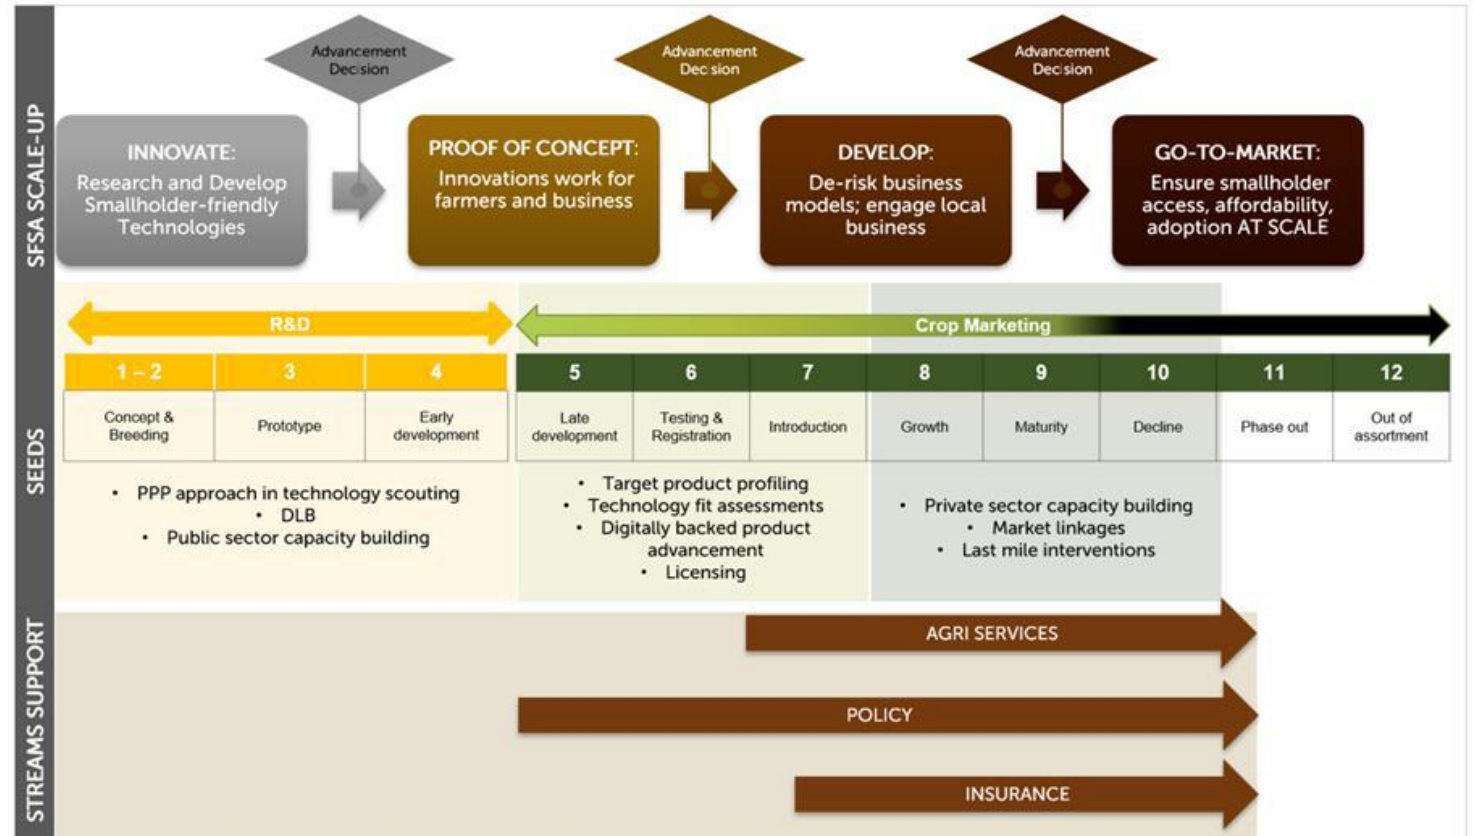 SFSA SCALE-UP
Advancement
Decision
Advancement
Decision
Advancement
Decision
INNOVATE:
Research and Develop
Smallholder-friendly
Technologies
PROOF OF CONCEPT:
Innovations work for
farmers and business
DEVELOP:
De-risk business
models; engage local
business
GO-TO-MARKET:
Ensure smallholder
access, affordability,
adoption AT SCALE
SEEDS
R&D
Crop Marketing
1 – 2
3
4
5
6
7
8
9
10
11
12
Concept &
Breeding
Prototype
Early
development
Late
development
Testing &
Registration
Introduction
Growth
Maturity
Decline
Phase out
Out of
assortment
• PPP approach in technology scouting
• DLB
• Public sector capacity building
• Target product profiling
• Technology fit assessments
• Digitally backed product
advancement
• Licensing
• Private sector capacity building
• Market linkages
• Last mile interventions
STREAMS SUPPORT
AGRI SERVICES
POLICY
INSURANCE